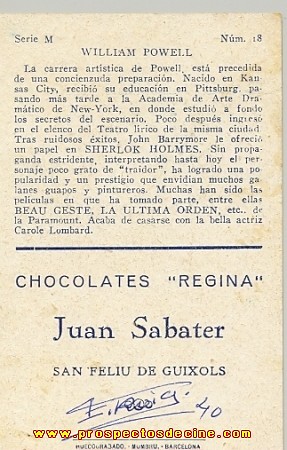 Serie M Núm. 18
WILLIAM POWELL
La carrera artística de Powell, está precedida
de una concienzuda preparación. Nacido en Kan-
sas City, recibió su educación en Pittsburg, pa-
sando más tarde a la Academia de Arte Dra-
mático de New-York, en donde estudió a fondo
los secretos del escenario. Poco después ingresó
en el elenco del Teatro lírico de la misma ciudad
Tras ruidosos éxitos, John Barrymore le ofreció
un papel en SHERLOK HOLMES. Sin propa-
ganda estridente, interpretando hasta hoy el per-
sonaje poco grato de "traidor", ha logrado una po-
pularidad y un prestigio que envidian muchos ga-
lanes guapos y pintureros. Muchas han sido las
películas en que ha tomado parte, entre ellas
BEAU GESTE, LA ULTIMA ORDEN, etc., de
la Paramount. Acaba de casarse con la bella actriz
Carole Lombard.
CHOCOLATES "REGINA"
Juan Sabater
SAN FELIU DE GUIXOLS
40
www.prospectosdecine.com
HUECOGRABADO, - MUMBRÚ, - BARCELONA